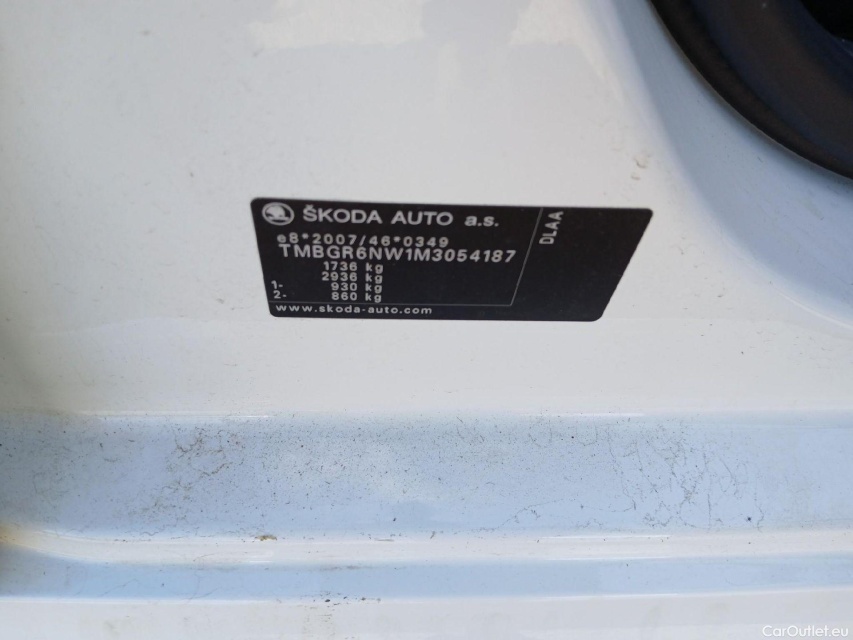 ŠKODA AUTO a.s.
e8*2007/46*0349
TMBGR6NW1M3054187
1736 kg
2936 kg
1- 930 kg
2- 860 kg
www.skoda-auto.com
DLAA
CarOutlet.eu